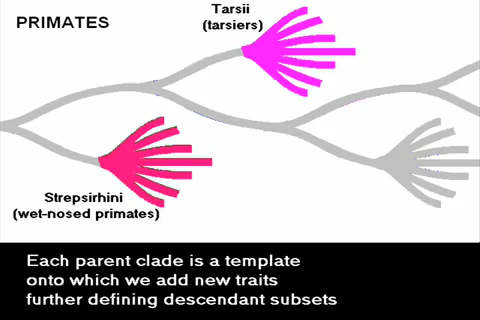 PRIMATES
Tarsii
(tarsiers)
Strepsirhini
(wet-nosed primates)
Each parent clade is a template
onto which we add new traits
further defining descendant subsets